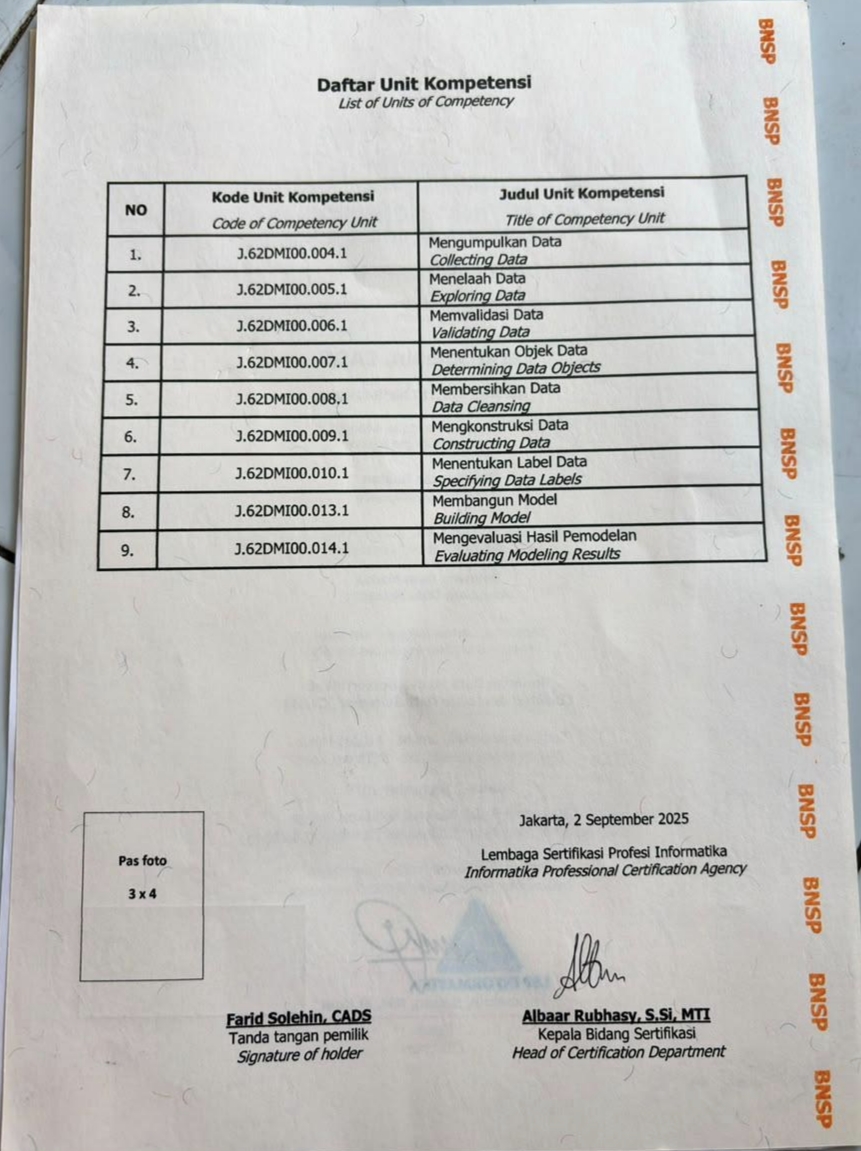 Daftar Unit Kompetensi
List of Units of Competency
NO
Kode Unit Kompetensi
Code of Competency Unit
Judul Unit Kompetensi
Title of Competency Unit
1.
J.62DMI00.004.1
Mengumpulkan Data
Collecting Data
2.
J.62DMI00.005.1
Menelaah Data
Exploring Data
3.
J.62DMI00.006.1
Memvalidasi Data
Validating Data
4.
J.62DMI00.007.1
Menentukan Objek Data
Determining Data Objects
5.
J.62DMI00.008.1
Membersihkan Data
Data Cleansing
6.
J.62DMI00.009.1
Mengkonstruksi Data
Constructing Data
7.
J.62DMI00.010.1
Menentukan Label Data
Specifying Data Labels
8.
J.62DMI00.013.1
Membangun Model
Building Model
9.
J.62DMI00.014.1
Mengevaluasi Hasil Pemodelan
Evaluating Modeling Results
Jakarta, 2 September 2025
Lembaga Sertifikasi Profesi Informatika
Informatika Professional Certification Agency
Pas foto
3 x 4
Farid Solehin, CADS
Tanda tangan pemilik
Signature of holder
Albaar Rubhasy, S.Si, MTI
Kepala Bidang Sertifikasi
Head of Certification Department
BNSP
BNSP
BNSP
BNSP
BNSP
BNSP
BNSP
BNSP
BNSP
BNSP
BNSP
BNSP
BNSP